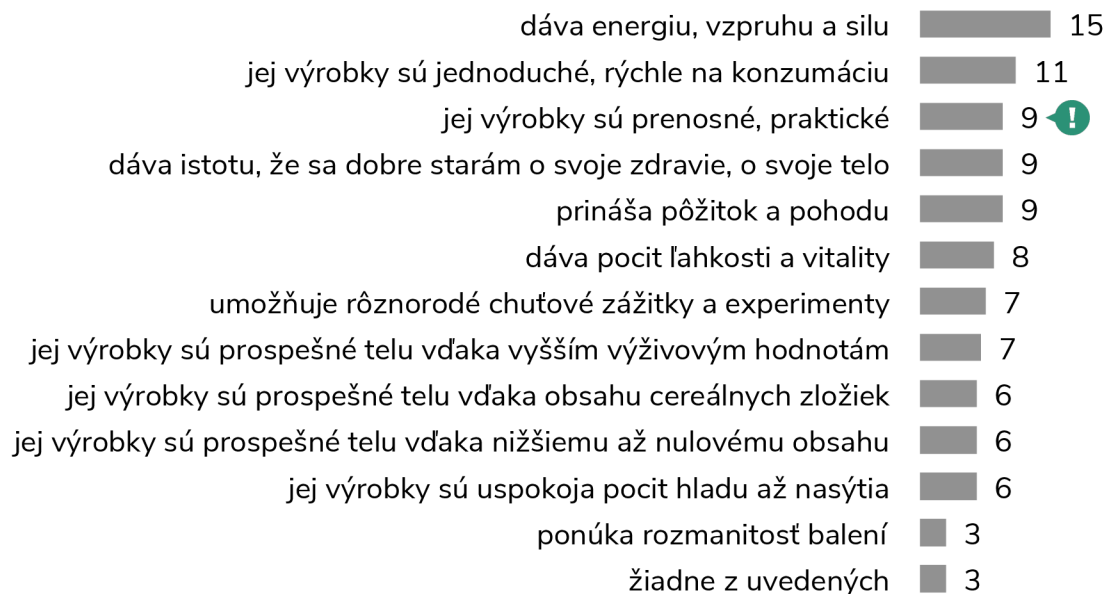 dáva energiu, vzpruhu a silu 15
jej výrobky sú jednoduché, rýchle na konzumáciu 11
jej výrobky sú prenosné, praktické 9 !
dáva istotu, že sa dobre starám o svoje zdravie, o svoje telo 9
prináša pôžitok a pohodu 9
dáva pocit ľahkosti a vitality 8
umožňuje rôznorodé chuťové zážitky a experimenty 7
jej výrobky sú prospešné telu vďaka vyšším výživovým hodnotám 7
jej výrobky sú prospešné telu vďaka obsahu cereálnych zložiek 6
jej výrobky sú prospešné telu vďaka nižšiemu až nulovému obsahu 6
jej výrobky sú uspokoja pocit hladu až nasýtia 6
ponúka rozmanitosť balení 3
žiadne z uvedených 3